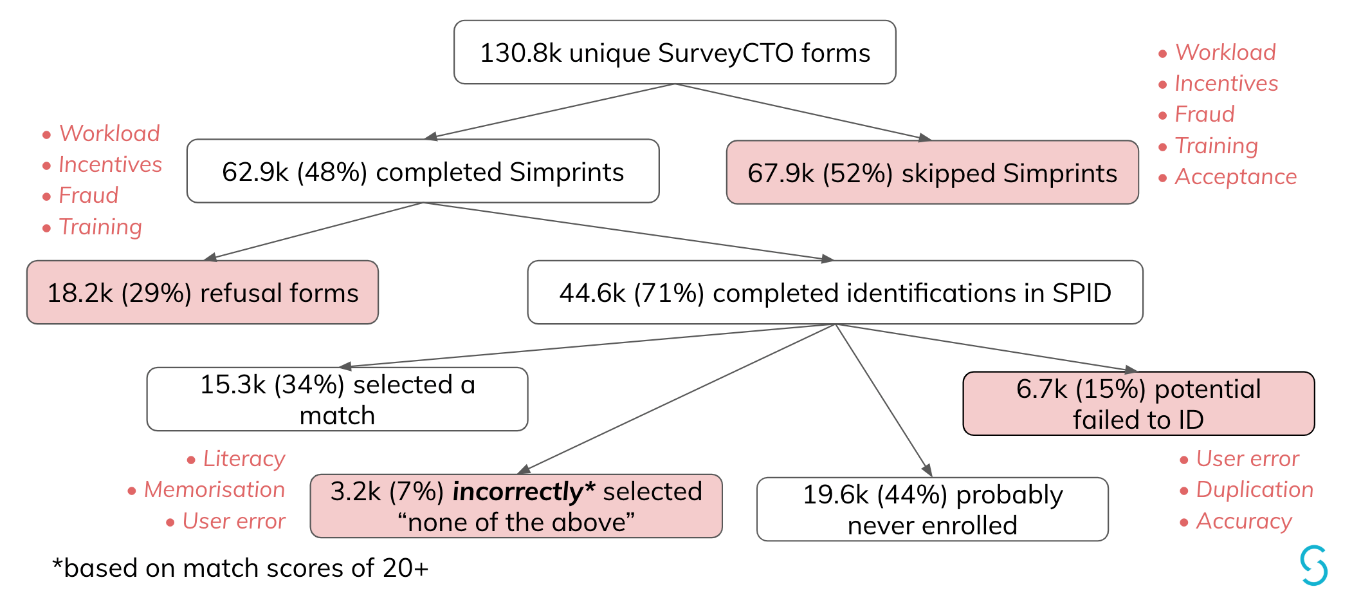 130.8k unique SurveyCTO forms
• Workload
• Incentives
• Fraud
• Training
• Acceptance
• Workload
• Incentives
• Fraud
• Training
62.9k (48%) completed Simprints
67.9k (52%) skipped Simprints
18.2k (29%) refusal forms
44.6k (71%) completed identifications in SPID
15.3k (34%) selected a
match
6.7k (15%) potential
failed to ID
• Literacy
• Memorisation
• User error
3.2k (7%) incorrectly* selected
“none of the above”
19.6k (44%) probably
never enrolled
• User error
• Duplication
• Accuracy
*based on match scores of 20+